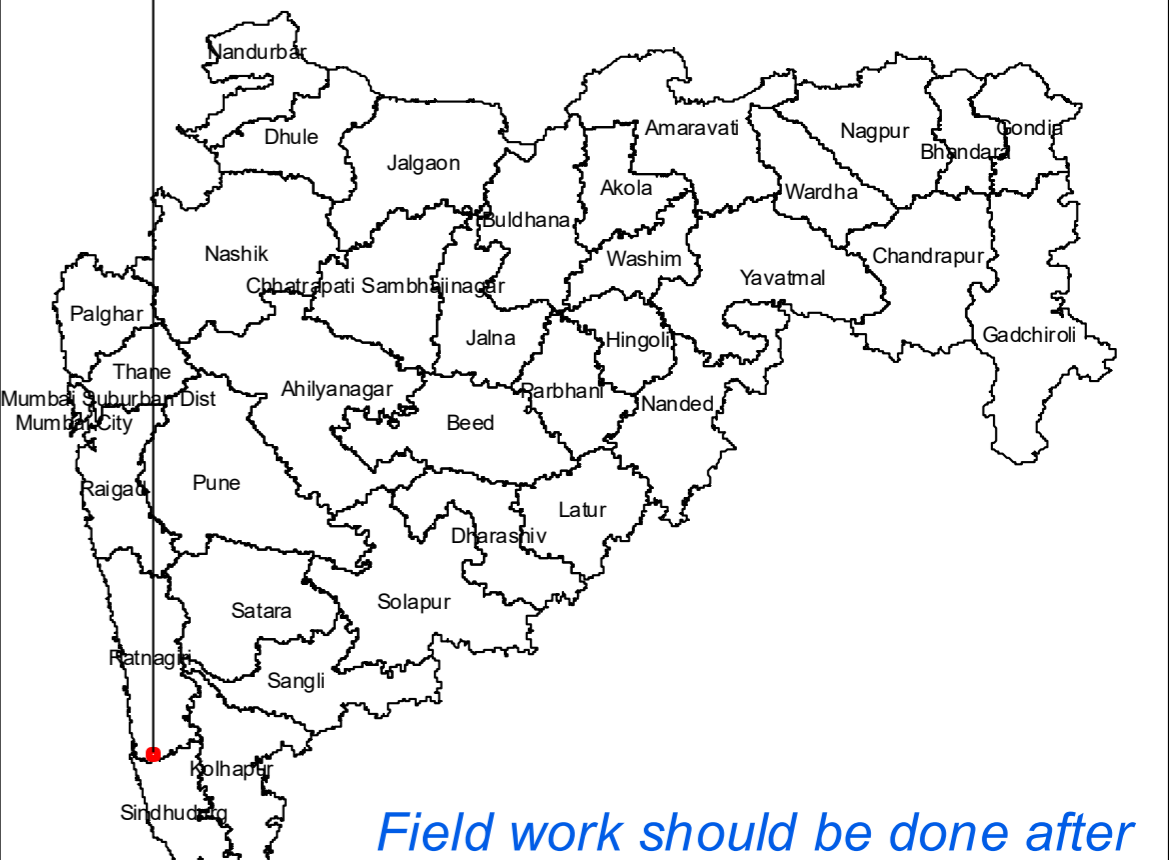 Nandurbar
Dhule
Jalgaon
Amaravati
Nagpur
Gondia
Bhandara
Akola
Wardha
Buldhana
Nashik
Washim
Chandrapur
Yavatmal
Chhatrapati Sambhajinagar
Palghar
Jalna
Hingoli
Gadchiroli
Thane
Ahilyanagar
Parbhani
Mumbai Suburban Dist
Nanded
Mumbai City
Beed
Raigad
Pune
Latur
Dharashiv
Satara
Solapur
Ratnagiri
Sangli
Kolhapur
Sindhudurg
Field work should be done after